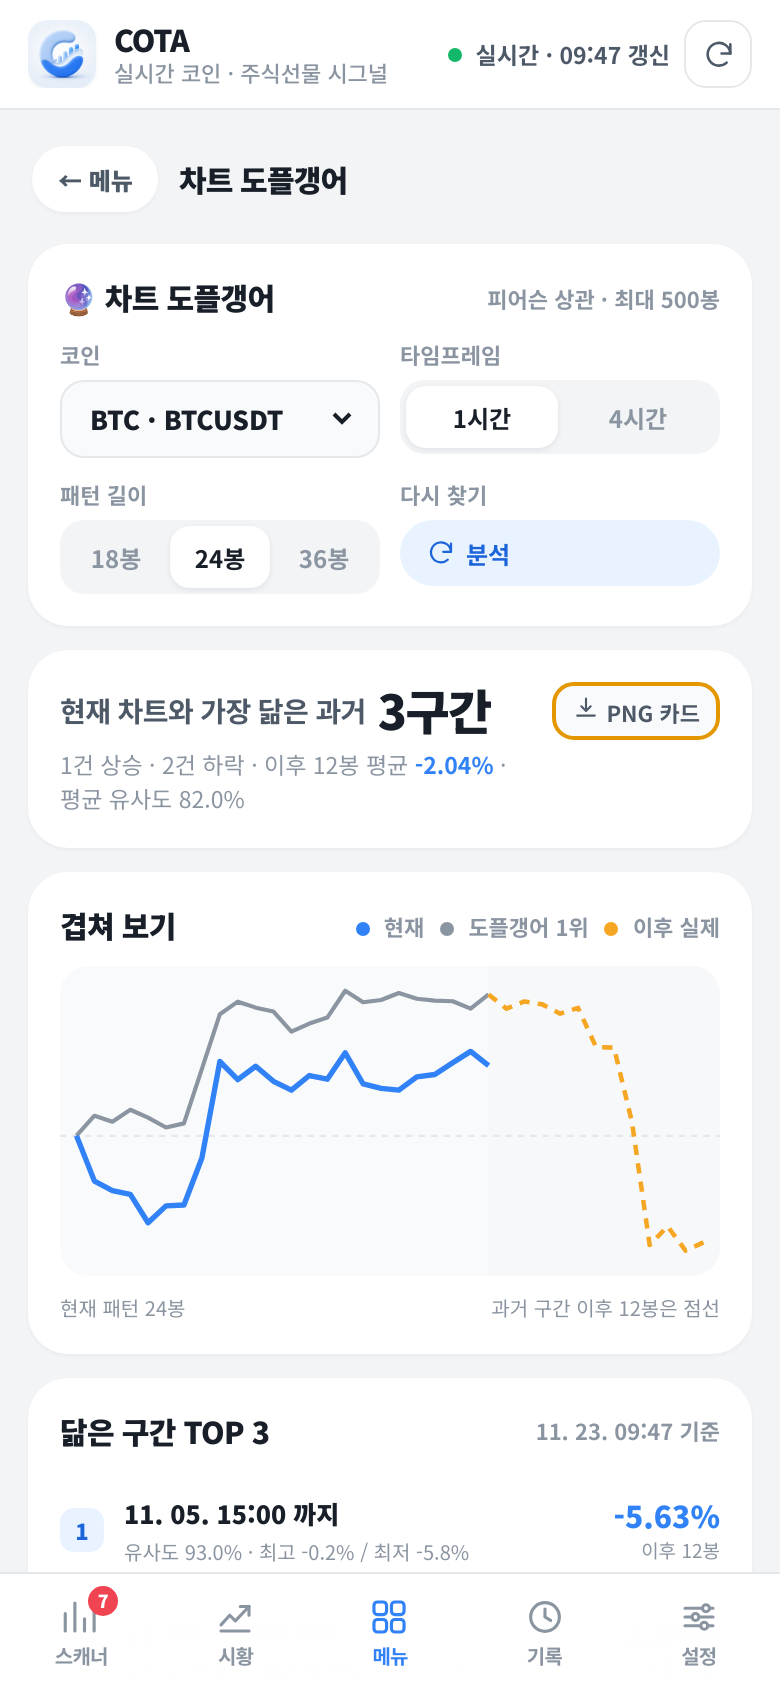 COTA
실시간 코인 · 주식선물 시그널
실시간 · 09:47 갱신
← 메뉴
차트 도플갱어
차트 도플갱어
피어슨 상관 · 최대 500봉
코인
타임프레임
BTC · BTCUSDT
1시간
4시간
패턴 길이
다시 찾기
18봉
24봉
36봉
분석
현재 차트와 가장 닮은 과거 3구간
PNG 카드
1건 상승 · 2건 하락 · 이후 12봉 평균 -2.04% ·
평균 유사도 82.0%
겹쳐 보기
현재
도플갱어 1위
이후 실제
현재 패턴 24봉
과거 구간 이후 12봉은 점선
닮은 구간 TOP 3
11. 23. 09:47 기준
1
11. 05. 15:00 까지
-5.63%
유사도 93.0% · 최고 -0.2% / 최저 -5.8%
이후 12봉
7
스캐너
시황
메뉴
기록
설정